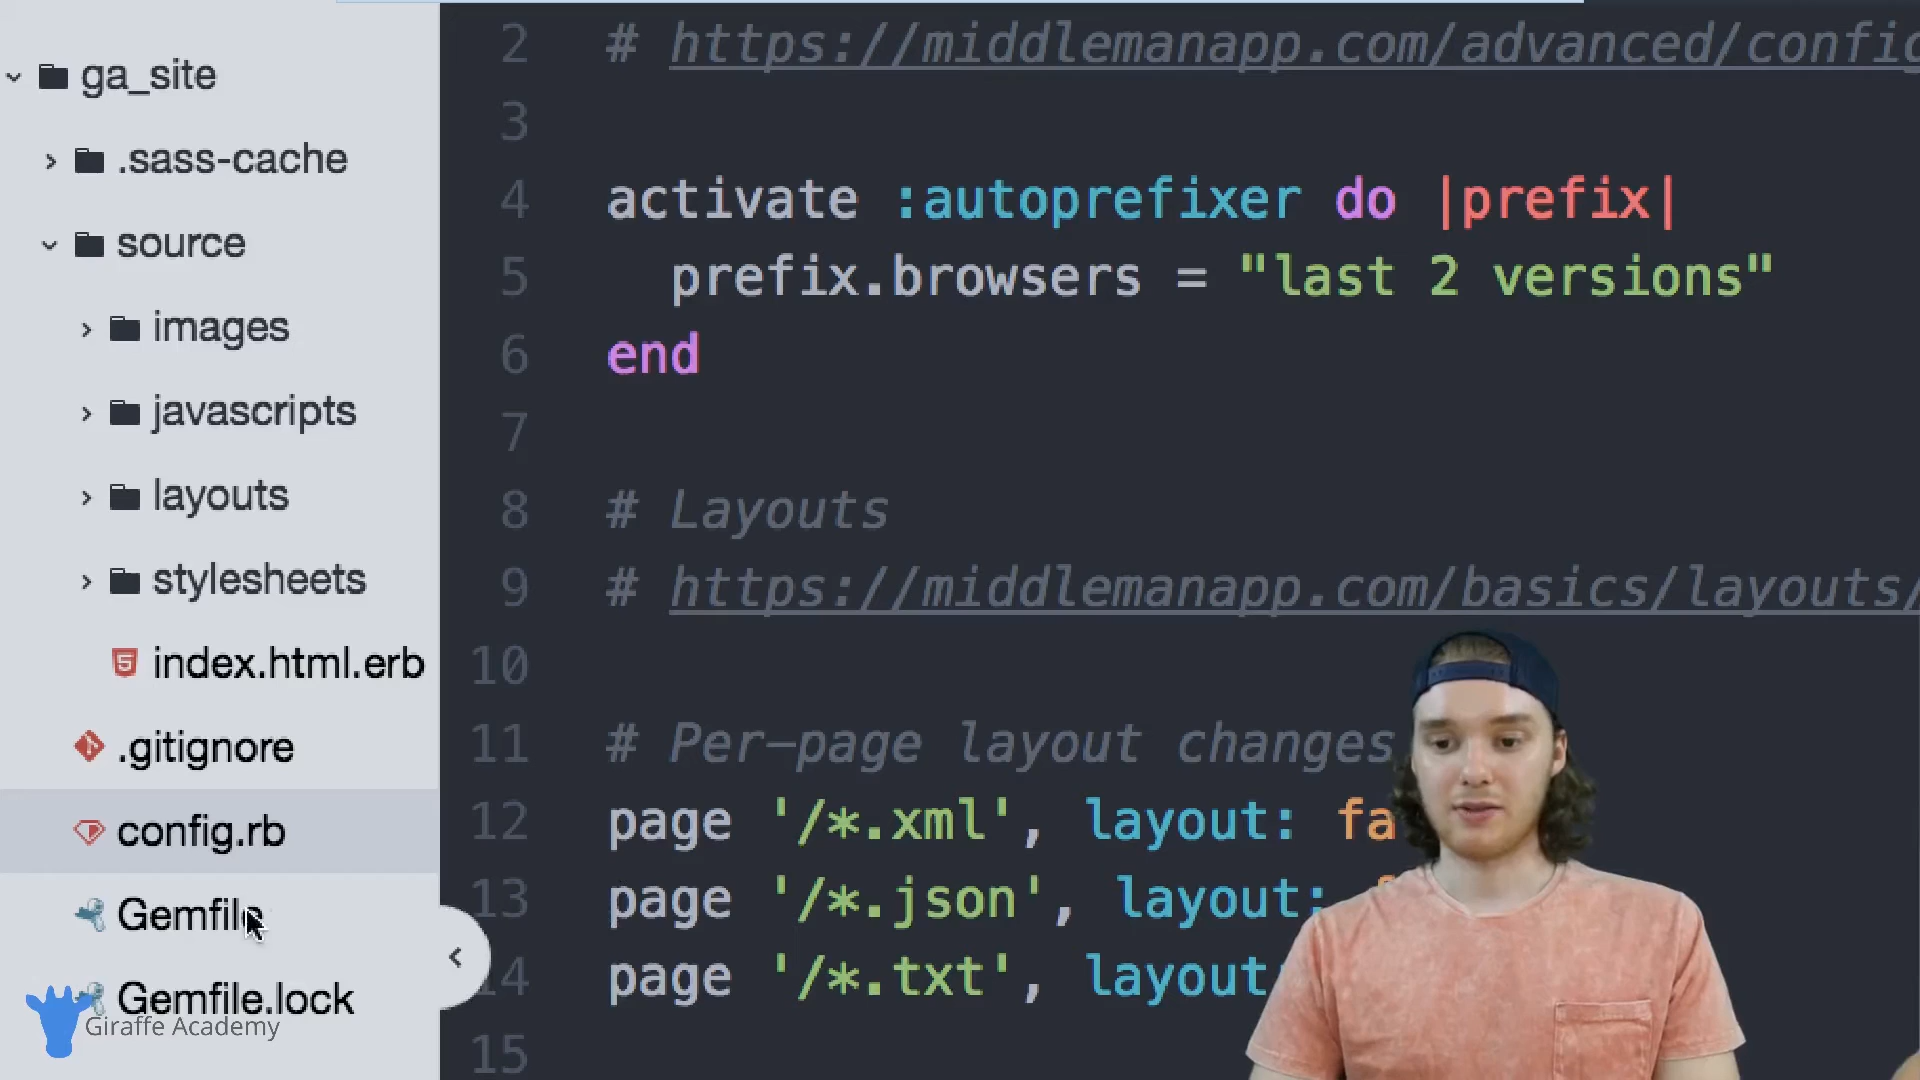 ga_site
.sass-cache
source
images
javascripts
layouts
stylesheets
index.html.erb
.gitignore
config.rb
Gemfile
Gemfile.lock
Giraffe Academy
2 # https://middlemanapp.com/advanced/config
3
4 activate :autoprefixer do |prefix|
5 prefix.browsers = "last 2 versions"
6 end
7
8 # Layouts
9 # https://middlemanapp.com/basics/layouts/
10
11 # Per-page layout changes
12 page '/*.xml', layout: fa
13 page '/*.json', layout:
14 page '/*.txt', layout:
15